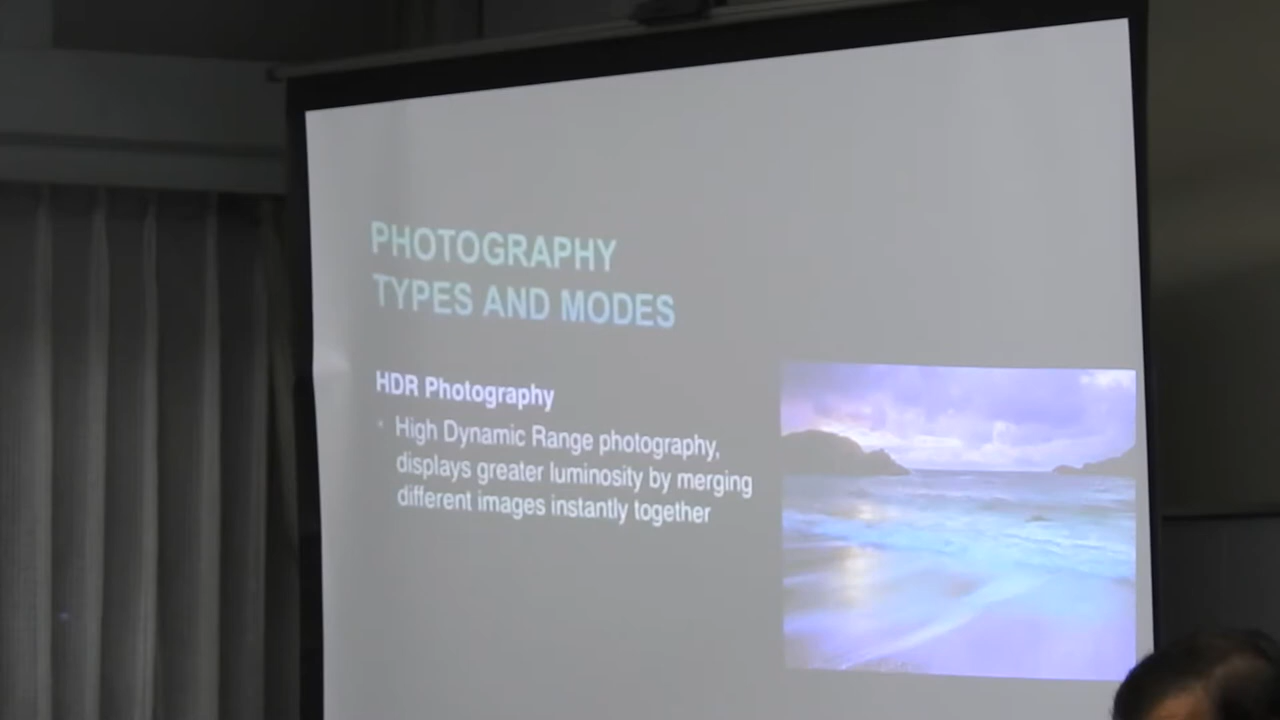 PHOTOGRAPHY
TYPES AND MODES
HDR Photography
• High Dynamic Range photography,
displays greater luminosity by merging
different images instantly together